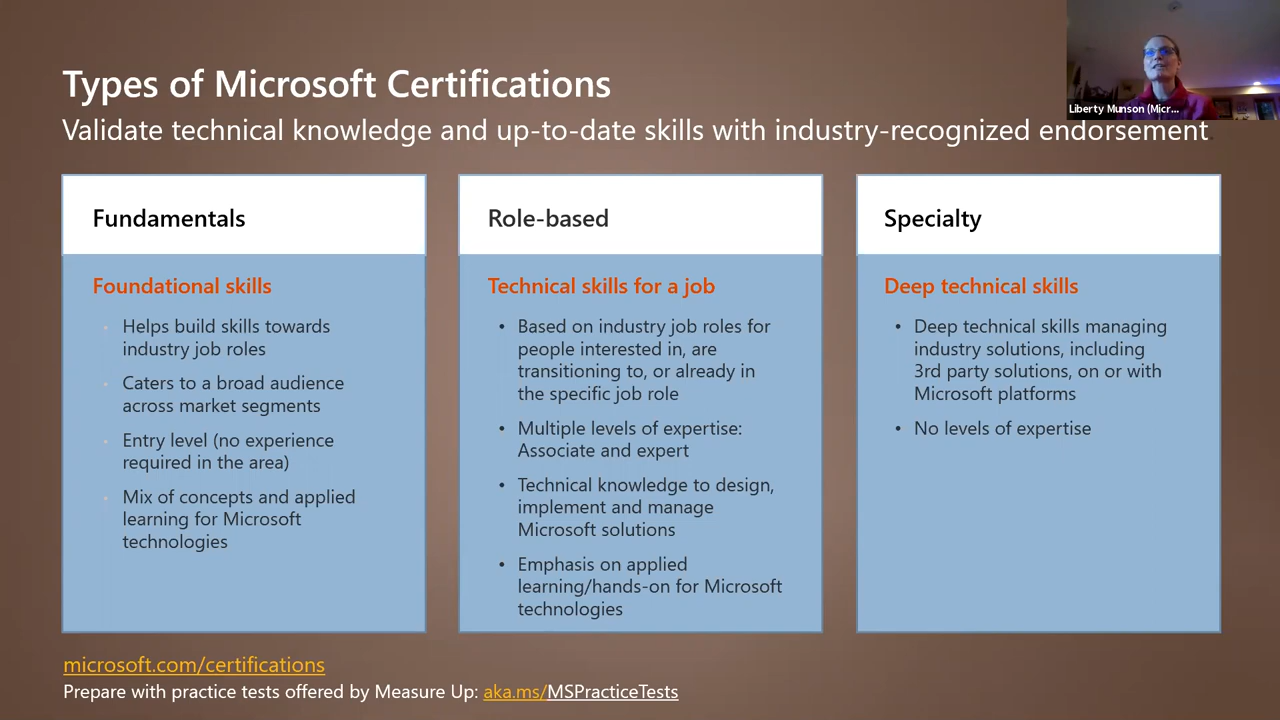 Types of Microsoft Certifications
Validate technical knowledge and up-to-date skills with industry-recognized endorsement
Liberty Munson (Micr...
Fundamentals
Foundational skills
• Helps build skills towards
industry job roles
• Caters to a broad audience
across market segments
• Entry level (no experience
required in the area)
• Mix of concepts and applied
learning for Microsoft
technologies
Role-based
Technical skills for a job
• Based on industry job roles for
people interested in, are
transitioning to, or already in
the specific job role
• Multiple levels of expertise:
Associate and expert
• Technical knowledge to design,
implement and manage
Microsoft solutions
• Emphasis on applied
learning/hands-on for Microsoft
technologies
Specialty
Deep technical skills
• Deep technical skills managing
industry solutions, including
3rd party solutions, on or with
Microsoft platforms
• No levels of expertise
microsoft.com/certifications
Prepare with practice tests offered by Measure Up: aka.ms/MSPracticeTests